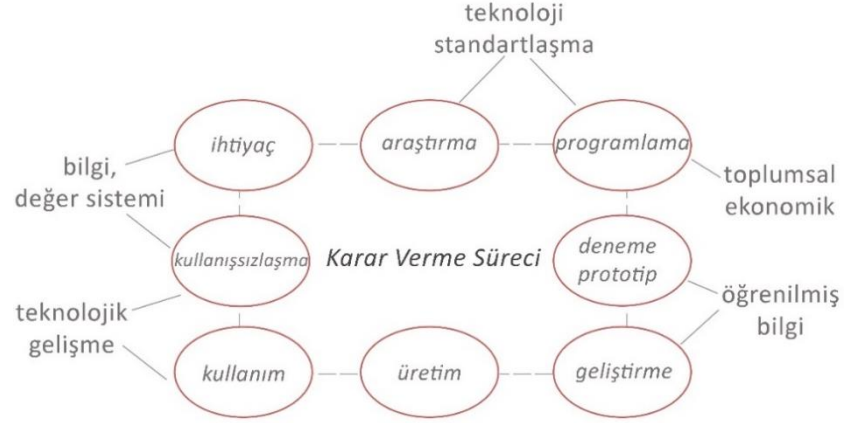 teknoloji
standartlaşma
ihtiyaç
araştırma
programlama
bilgi,
değer sistemi
toplumsal
ekonomik
kullanışsızlaşma
Karar Verme Süreci
deneme
prototip
teknolojik
gelişme
öğrenilmiş
bilgi
kullanım
üretim
geliştirme